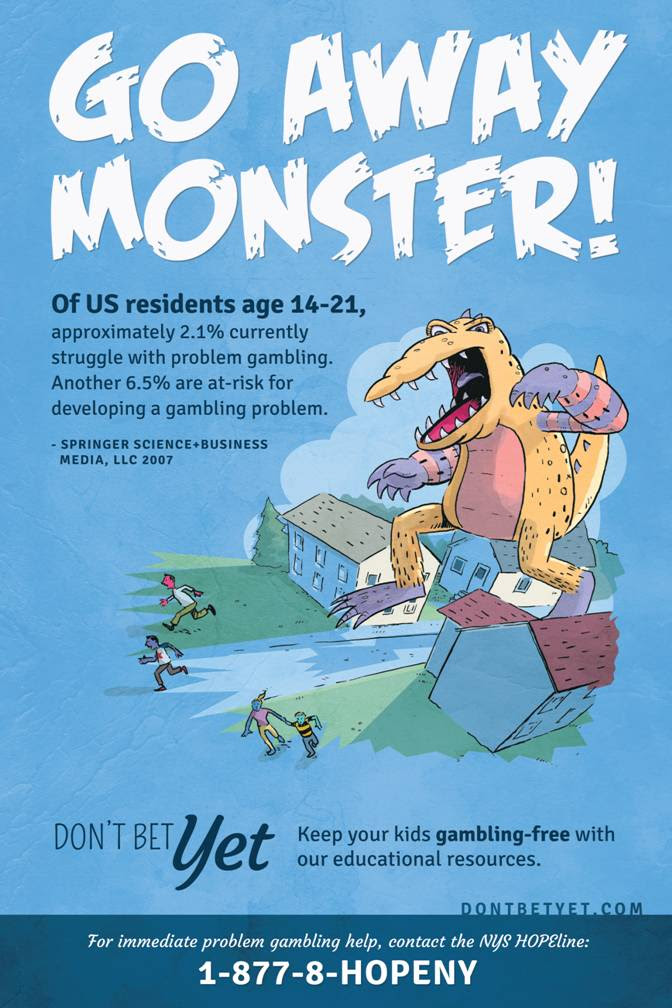 GO AWAY
MONSTER!
Of US residents age 14-21,
approximately 2.1% currently
struggle with problem gambling.
Another 6.5% are at-risk for
developing a gambling problem.
- SPRINGER SCIENCE+BUSINESS
MEDIA, LLC 2007
DON'T BET Yet
Keep your kids gambling-free with
our educational resources.
DONTBETYET.COM
For immediate problem gambling help, contact the NYS HOPEline:
1-877-8-HOPENY